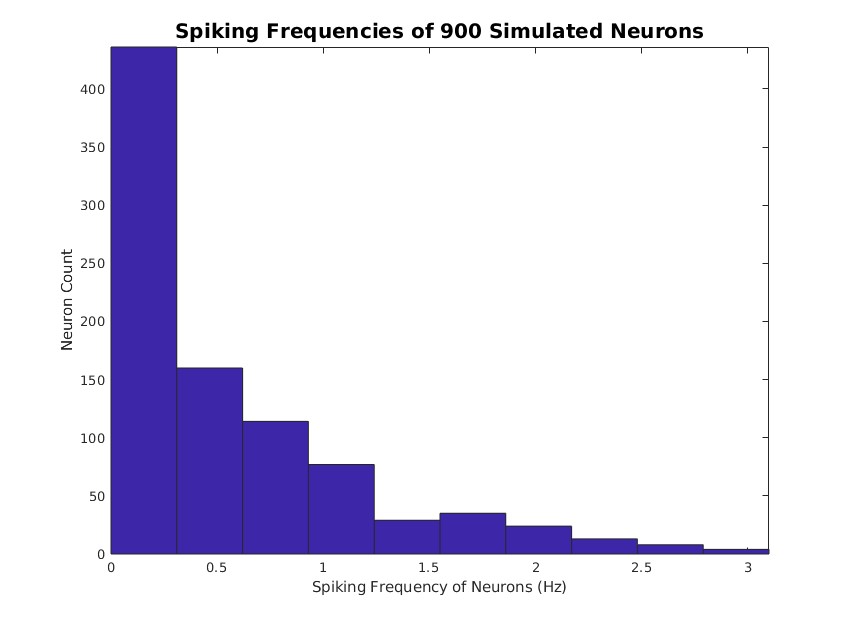 Spiking Frequencies of 900 Simulated Neurons
400
350
300
250
200
150
100
50
0
Neuron Count
0 0.5 1 1.5 2 2.5 3
Spiking Frequency of Neurons (Hz)